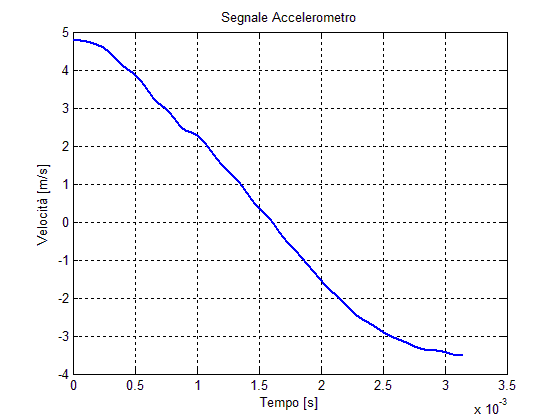 Segnale Accelerometro
5
4
3
2
1
0
-1
-2
-3
-4
Velocità [m/s]
0 0.5 1 1.5 2 2.5 3 3.5
Tempo [s]
x 10^-3